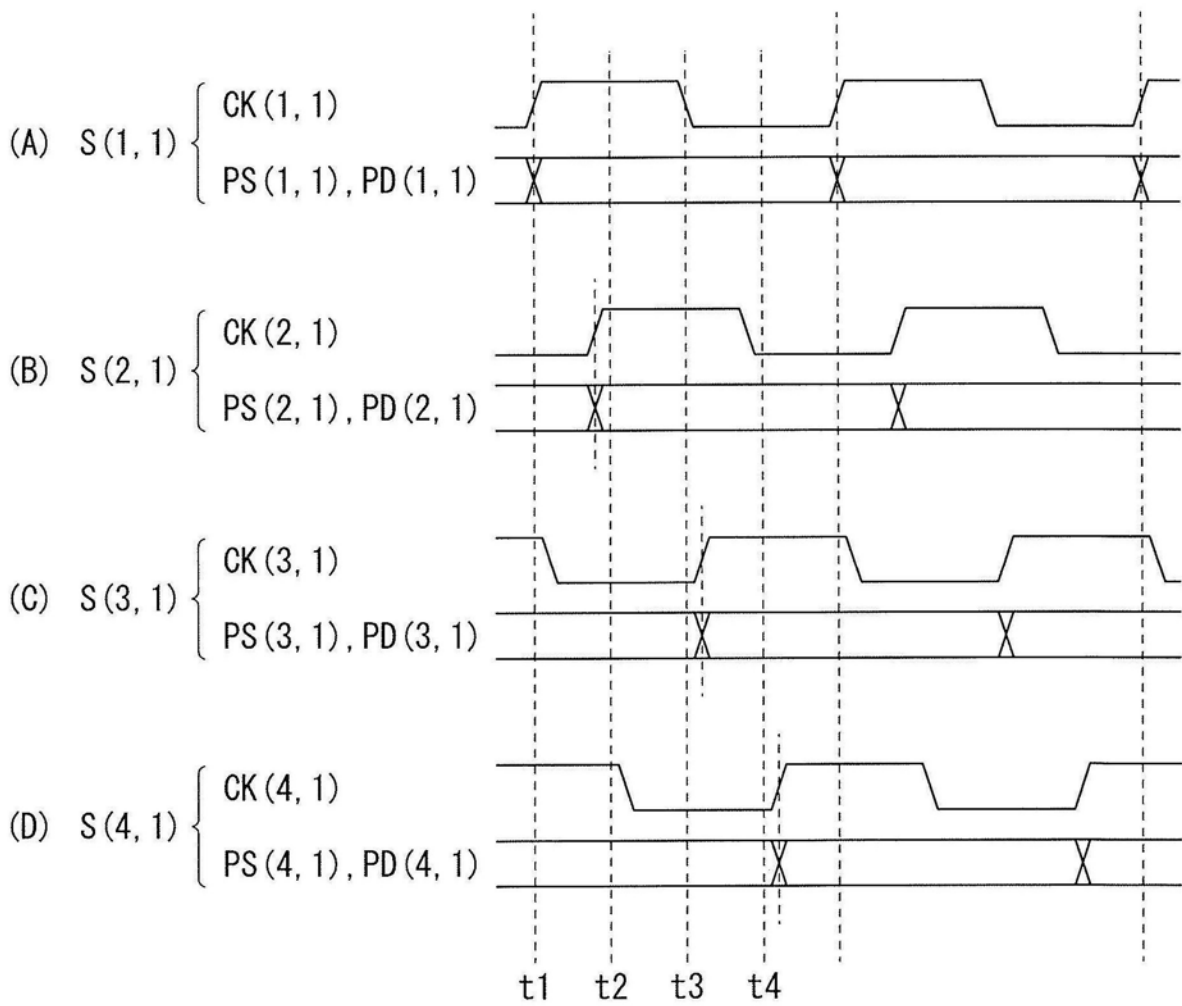 (A) S(1,1) CK(1,1)
PS(1,1),PD(1,1)
(B) S(2,1) CK(2,1)
PS(2,1),PD(2,1)
(C) S(3,1) CK(3,1)
PS(3,1),PD(3,1)
(D) S(4,1) CK(4,1)
PS(4,1),PD(4,1)
t1 t2 t3 t4